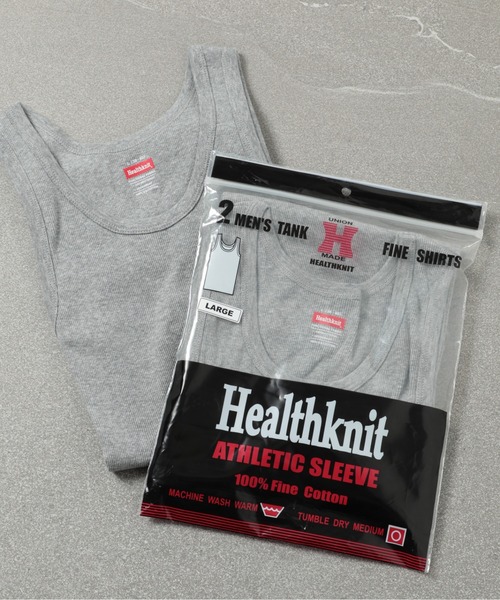 Healthknit
2 MEN'S TANK
UNION
H
MADE
HEALTHKNIT
FINE SHIRTS
LARGE
Healthknit
Healthknit
ATHLETIC SLEEVE
100% Fine Cotton
MACHINE WASH WARM
TUMBLE DRY MEDIUM